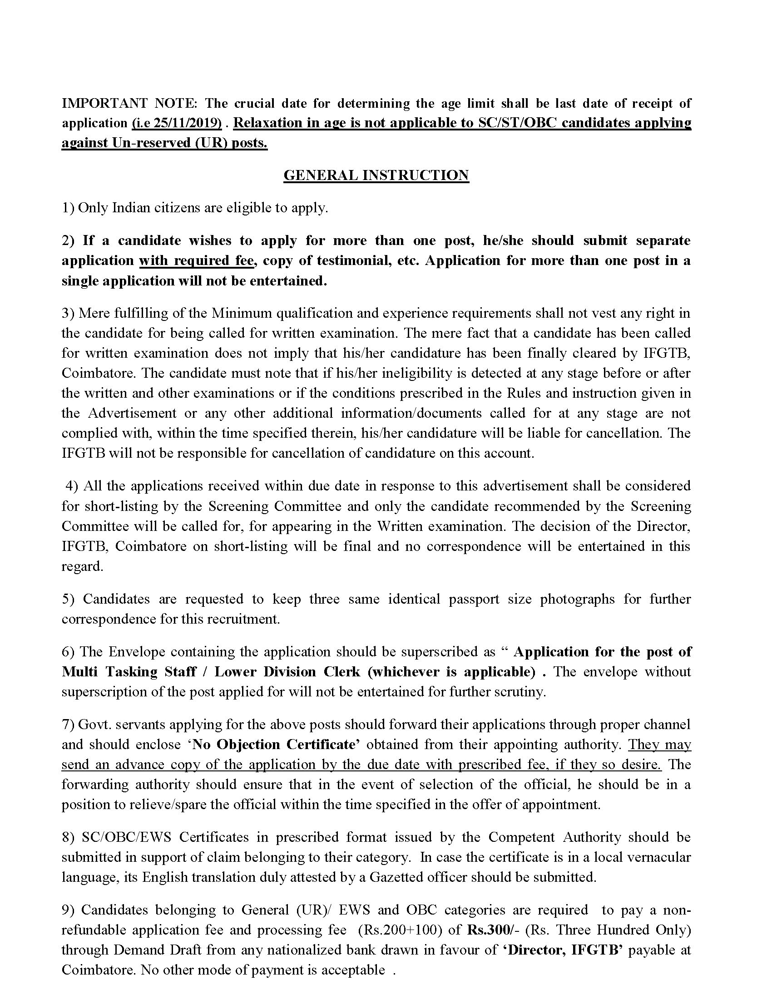 IMPORTANT NOTE: The crucial date for determining the age limit shall be last date of receipt of
application (i.e 25/11/2019) . Relaxation in age is not applicable to SC/ST/OBC candidates applying
against Un-reserved (UR) posts.
GENERAL INSTRUCTION
1) Only Indian citizens are eligible to apply.
2) If a candidate wishes to apply for more than one post, he/she should submit separate
application with required fee, copy of testimonial, etc. Application for more than one post in a
single application will not be entertained.
3) Mere fulfilling of the Minimum qualification and experience requirements shall not vest any right in
the candidate for being called for written examination. The mere fact that a candidate has been called
for written examination does not imply that his/her candidature has been finally cleared by IFGTB,
Coimbatore. The candidate must note that if his/her ineligibility is detected at any stage before or after
the written and other examinations or if the conditions prescribed in the Rules and instruction given in
the Advertisement or any other additional information/documents called for at any stage are not
complied with, within the time specified therein, his/her candidature will be liable for cancellation. The
IFGTB will not be responsible for cancellation of candidature on this account.
4) All the applications received within due date in response to this advertisement shall be considered
for short-listing by the Screening Committee and only the candidate recommended by the Screening
Committee will be called for, for appearing in the Written examination. The decision of the Director,
IFGTB, Coimbatore on short-listing will be final and no correspondence will be entertained in this
regard.
5) Candidates are requested to keep three same identical passport size photographs for further
correspondence for this recruitment.
6) The Envelope containing the application should be superscribed as “ Application for the post of
Multi Tasking Staff / Lower Division Clerk (whichever is applicable) . The envelope without
superscription of the post applied for will not be entertained for further scrutiny.
7) Govt. servants applying for the above posts should forward their applications through proper channel
and should enclose ‘No Objection Certificate’ obtained from their appointing authority. They may
send an advance copy of the application by the due date with prescribed fee, if they so desire. The
forwarding authority should ensure that in the event of selection of the official, he should be in a
position to relieve/spare the official within the time specified in the offer of appointment.
8) SC/OBC/EWS Certificates in prescribed format issued by the Competent Authority should be
submitted in support of claim belonging to their category. In case the certificate is in a local vernacular
language, its English translation duly attested by a Gazetted officer should be submitted.
9) Candidates belonging to General (UR)/ EWS and OBC categories are required to pay a non-
refundable application fee and processing fee (Rs.200+100) of Rs.300/- (Rs. Three Hundred Only)
through Demand Draft from any nationalized bank drawn in favour of ‘Director, IFGTB’ payable at
Coimbatore. No other mode of payment is acceptable .